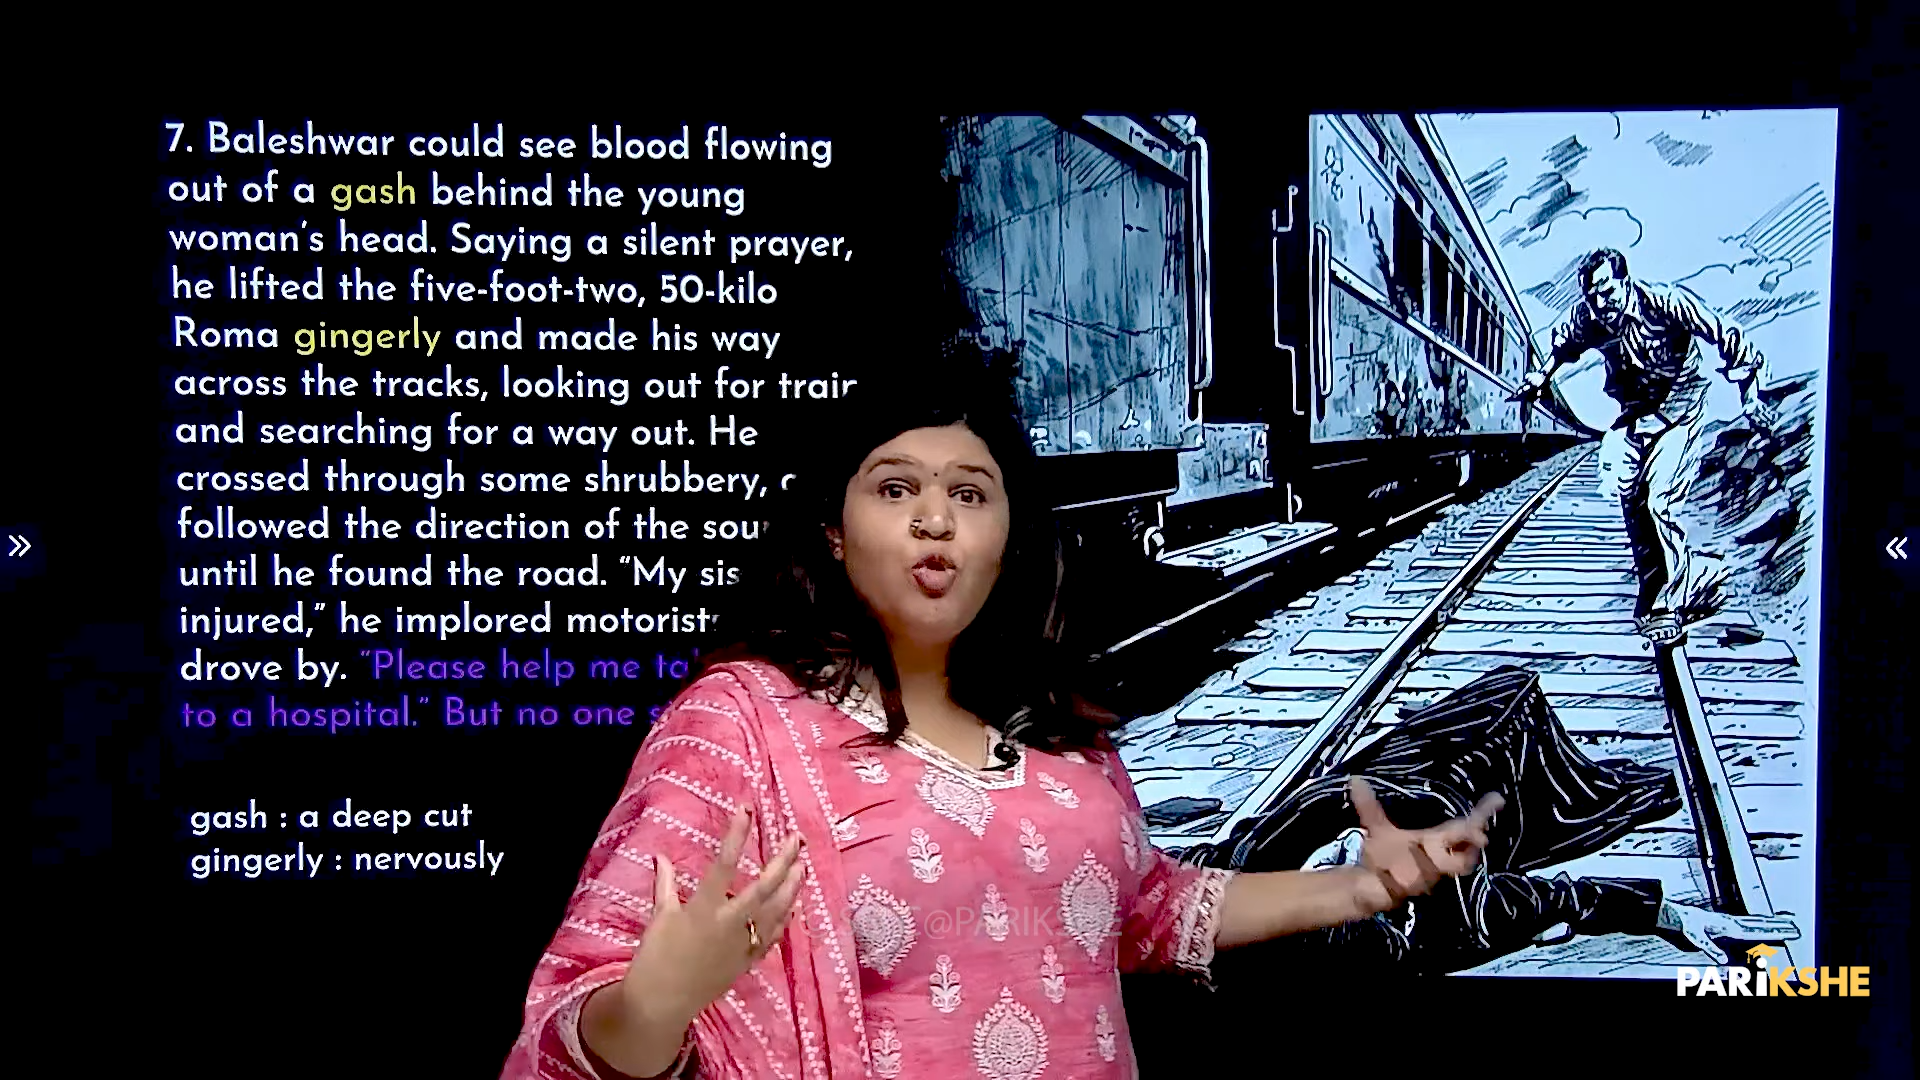 7. Baleshwar could see blood flowing
out of a gash behind the young
woman's head. Saying a silent prayer,
he lifted the five-foot-two, 50-kilo
Roma gingerly and made his way
across the tracks, looking out for
and searching for a way out. He
crossed through some shrubbery,
followed the direction of the
until he found the road. "My
injured," he implored
drove by. "Please help me
to a hospital." But no one
gash : a deep cut
gingerly : nervously
PARIKSHE